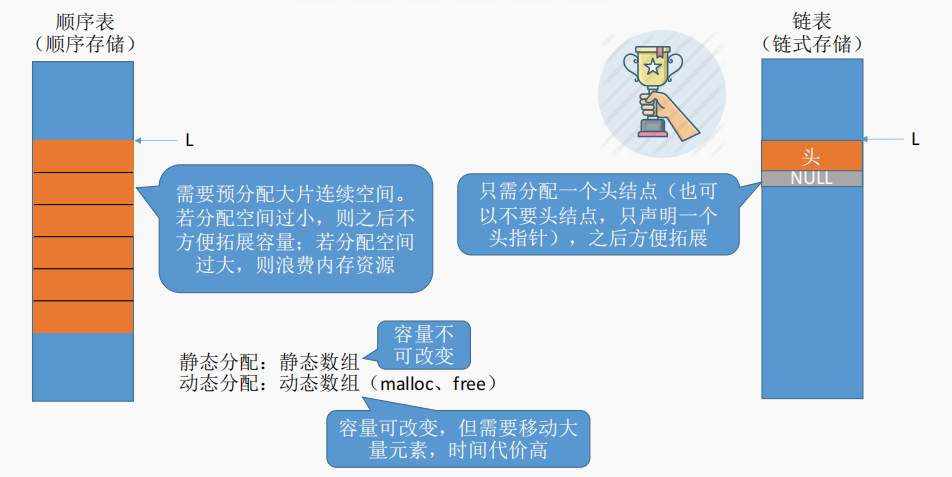 顺序表
（顺序存储）
链表
（链式存储）
L
L
头
NULL
需要预分配大片连续空间。
若分配空间过小，则之后不
方便拓展容量；若分配空间
过大，则浪费内存资源
只需分配一个头结点（也可
以不要头结点，只声明一个
头指针），之后方便拓展
容量不
可改变
静态分配：静态数组
动态分配：动态数组（malloc、free）
容量可改变，但需要移动大
量元素，时间代价高